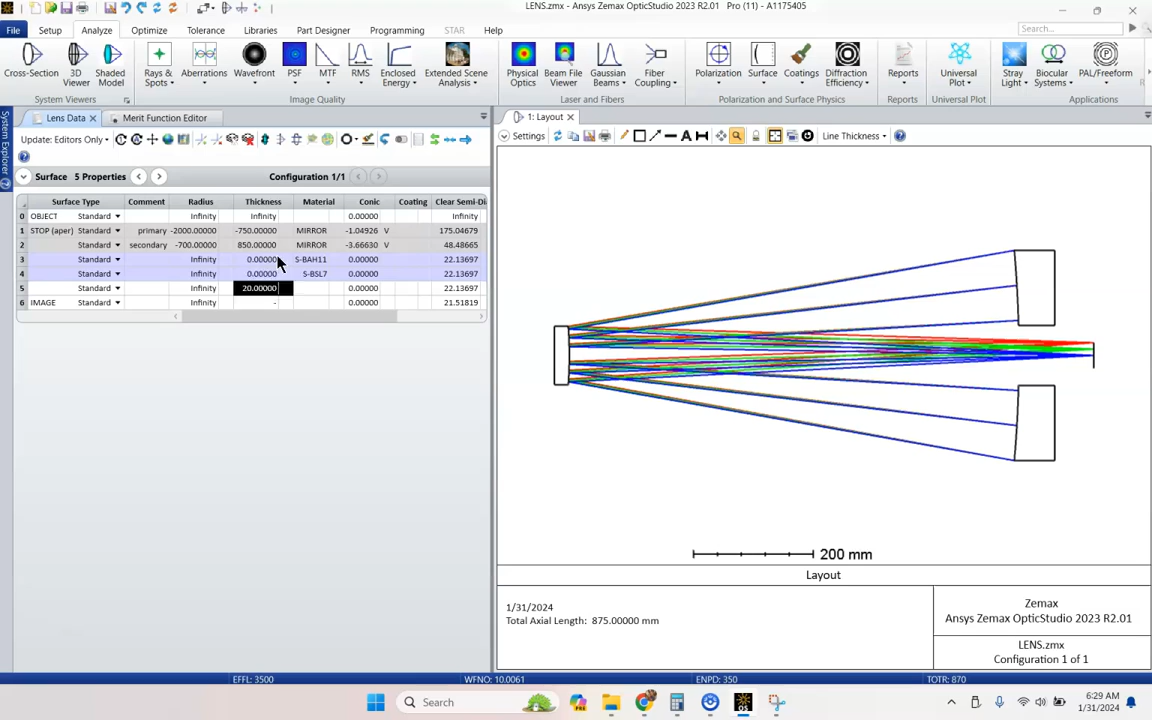 LENS.zmx - Ansys Zemax OpticStudio 2023 R2.01 Pro (11) - A1175405
File Setup Analyze Optimize Tolerance Libraries Part Designer Programming STAR Help Search...
Cross-Section 3D Viewer Shaded Model Rays & Spots Aberrations Wavefront PSF MTF RMS Enclosed Energy Extended Scene Analysis Physical Optics Beam File Viewer Gaussian Beams Fiber Coupling Polarization Surface Coatings Diffraction Efficiency Reports Universal Plot Stray Light Biocular Systems PAL/Freeform
System Viewers Image Quality Laser and Fibers Polarization and Surface Physics Reports Universal Plot Applications
System Explorer
Lens Data Merit Function Editor
Update: Editors Only
Surface 5 Properties Configuration 1/1
Surface Type Comment Radius Thickness Material Conic Coating Clear Semi-Di
0 OBJECT Standard Infinity Infinity 0.00000 Infinity
1 STOP (aper) Standard primary -2000.00000 -750.00000 MIRROR -1.04926 V 175.04679
2 Standard secondary -700.00000 850.00000 MIRROR -3.66630 V 48.48665
3 Standard Infinity 0.00000 S-BAH11 0.00000 22.13697
4 Standard Infinity 0.00000 S-BSL7 0.00000 22.13697
5 Standard Infinity 20.00000 0.00000 22.13697
6 IMAGE Standard Infinity - 0.00000 21.51819
1: Layout
Settings Line Thickness
200 mm
Layout
1/31/2024
Total Axial Length: 875.00000 mm
Zemax
Ansys Zemax OpticStudio 2023 R2.01
LENS.zmx
Configuration 1 of 1
EFFL: 3500 WFNO: 10.0061 ENPD: 350 TOTR: 870
Search
6:29 AM
1/31/2024